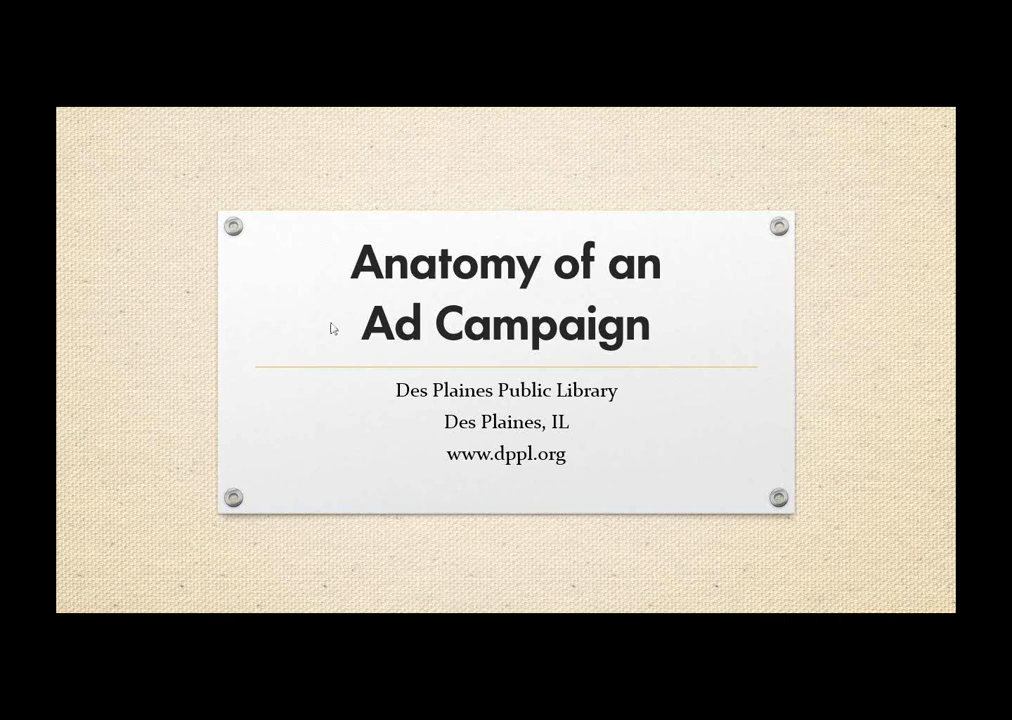 Anatomy of an
Ad Campaign
Des Plaines Public Library
Des Plaines, IL
www.dppl.org